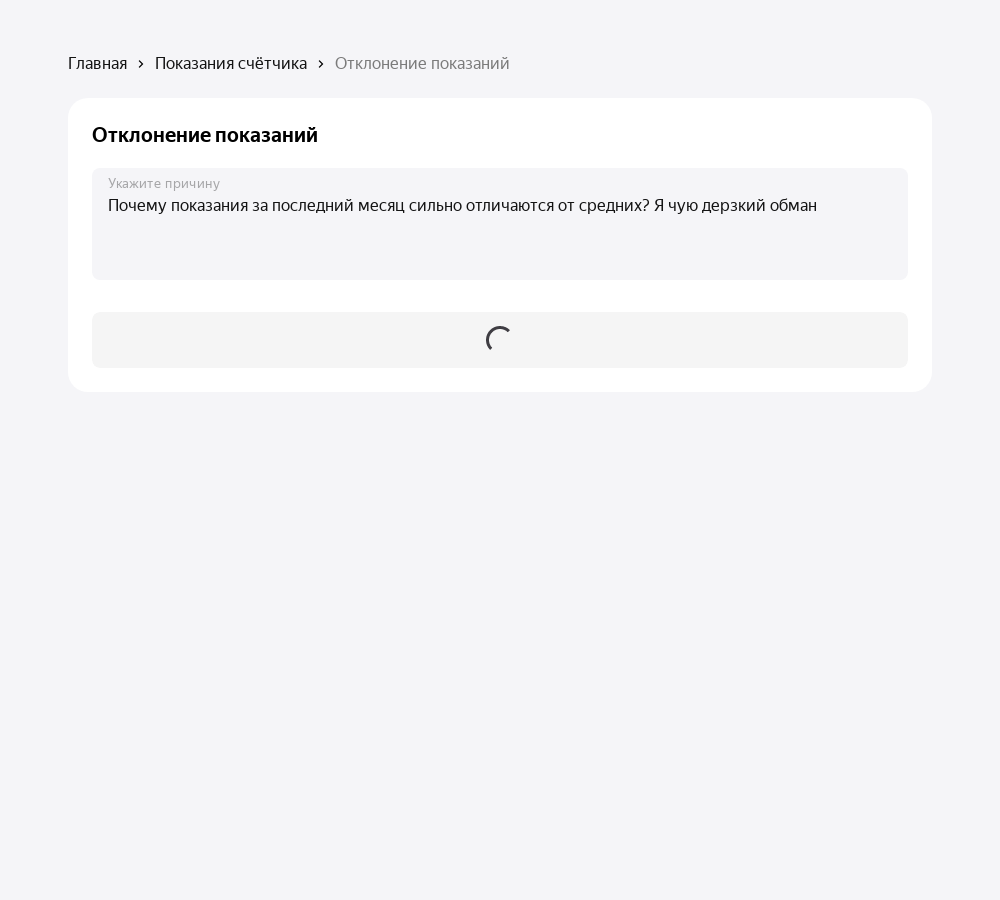 Главная › Показания счётчика › Отклонение показаний
Отклонение показаний
Укажите причину
Почему показания за последний месяц сильно отличаются от средних? Я чую дерзкий обман